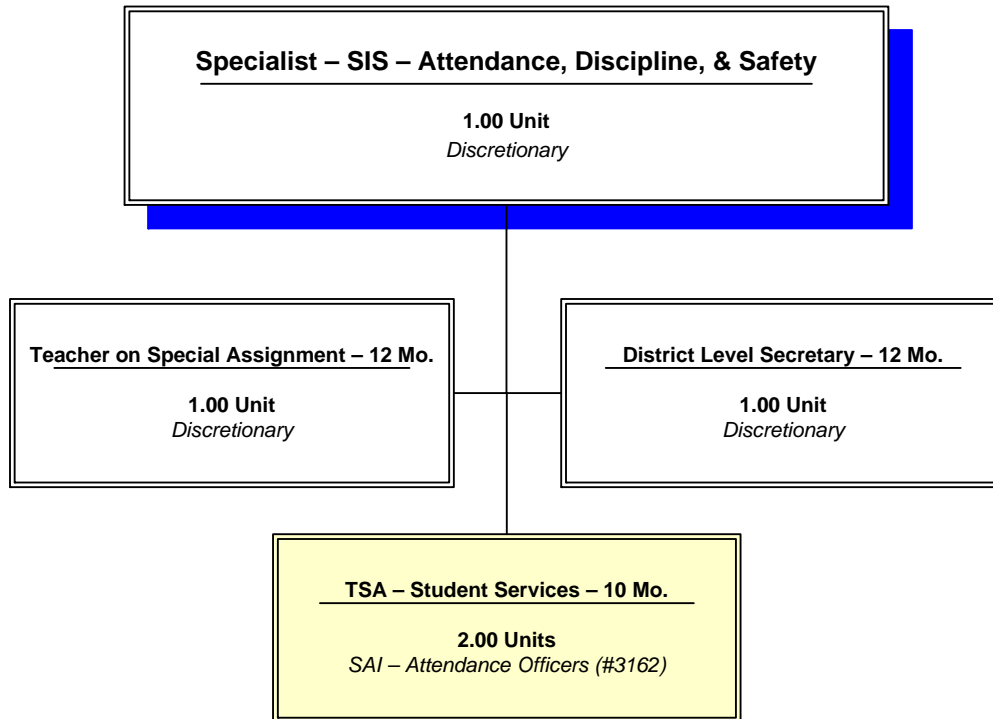 Specialist – SIS – Attendance, Discipline, & Safety
1.00 Unit
Discretionary
Teacher on Special Assignment – 12 Mo.
1.00 Unit
Discretionary
District Level Secretary – 12 Mo.
1.00 Unit
Discretionary
TSA – Student Services – 10 Mo.
2.00 Units
SAI – Attendance Officers (#3162)